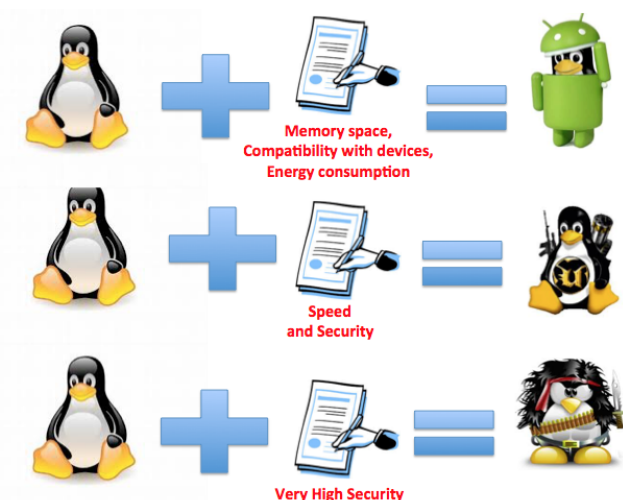 Memory space,
Compatibility with devices,
Energy consumption
Speed
and Security
Very High Security